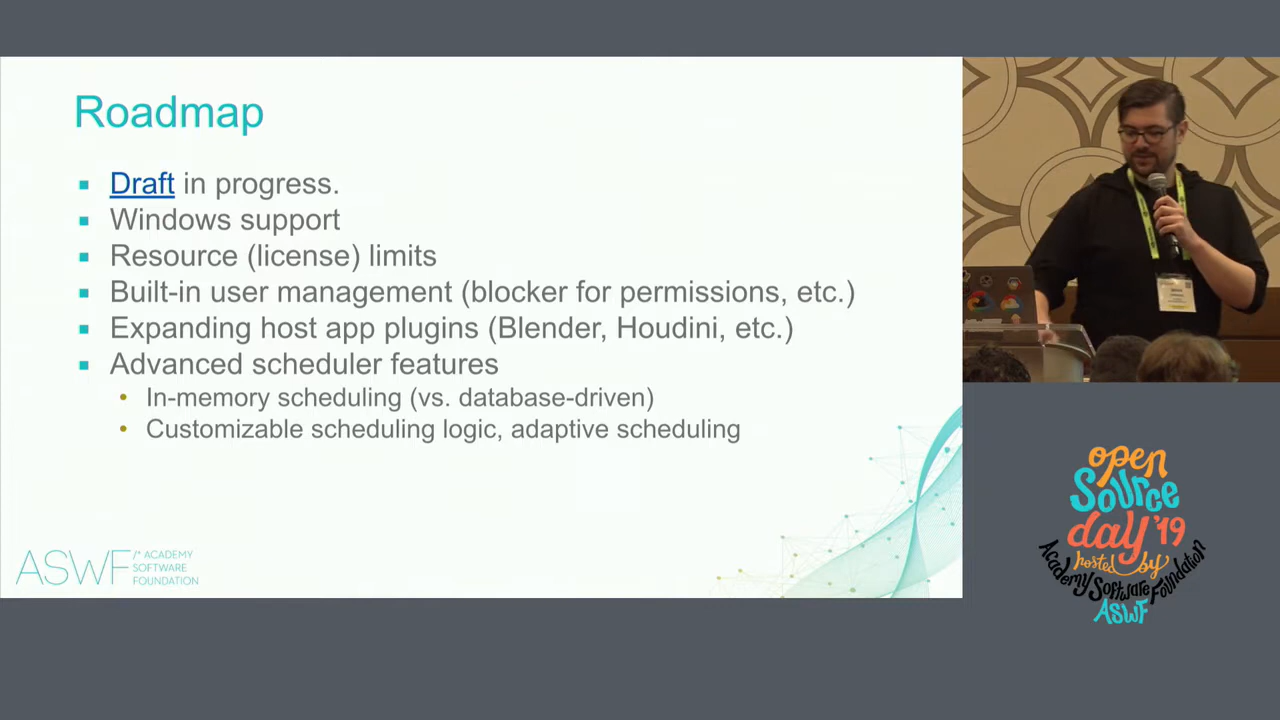 Roadmap
Draft in progress.
Windows support
Resource (license) limits
Built-in user management (blocker for permissions, etc.)
Expanding host app plugins (Blender, Houdini, etc.)
Advanced scheduler features
In-memory scheduling (vs. database-driven)
Customizable scheduling logic, adaptive scheduling
ASWF /* ACADEMY
SOFTWARE
FOUNDATION
open
Source
day '19
hosted by
Academy Software Foundation
ASWF